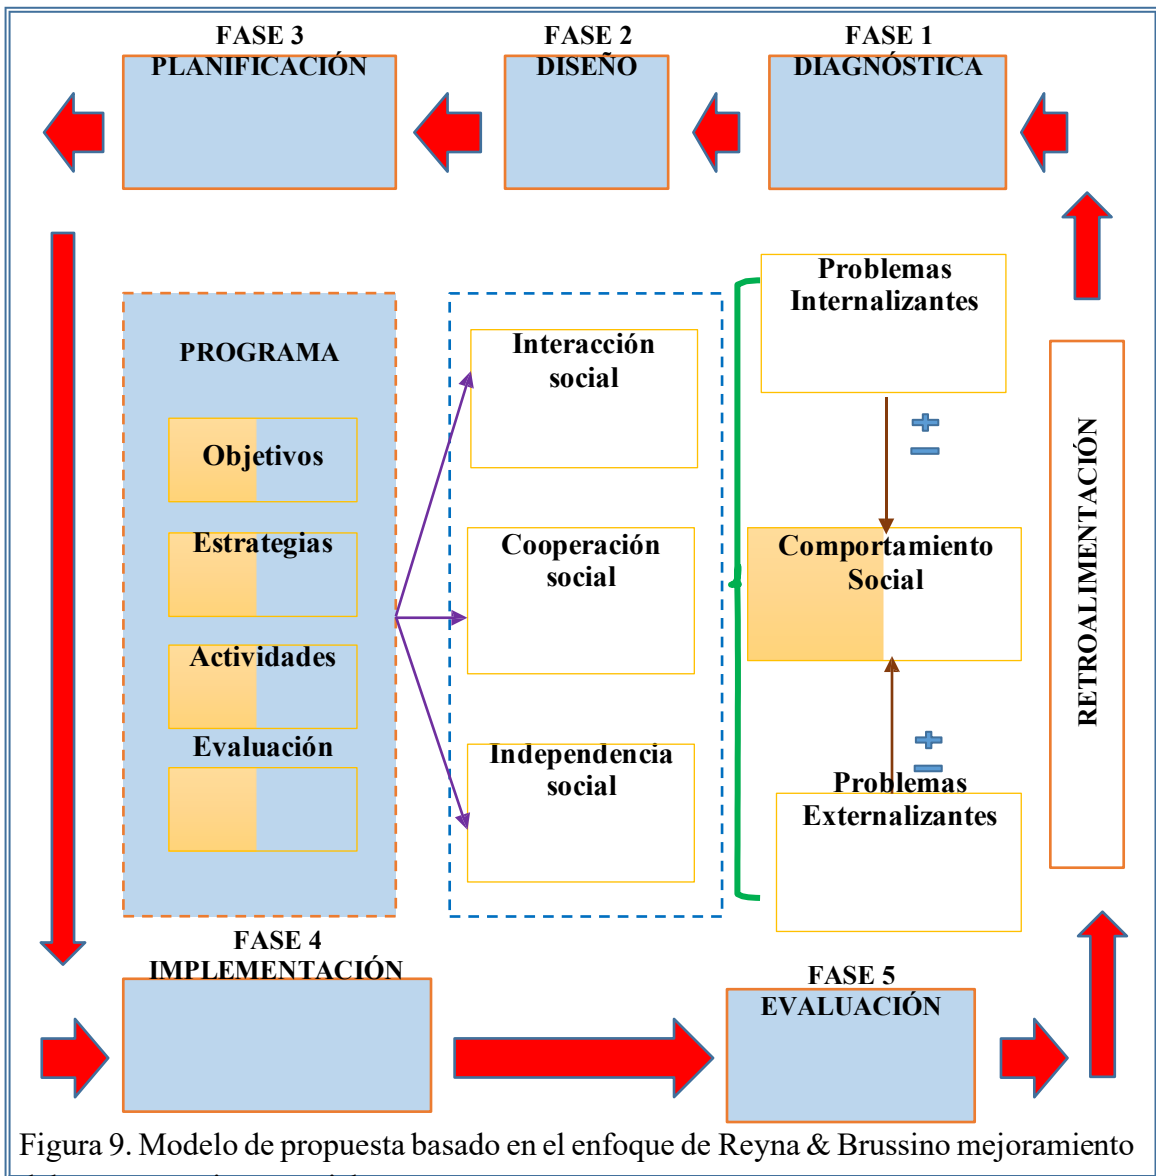 FASE 3
PLANIFICACIÓN
FASE 2
DISEÑO
FASE 1
DIAGNÓSTICA
PROGRAMA
Objetivos
Estrategias
Actividades
Evaluación
Interacción
social
Cooperación
social
Independencia
social
Problemas
Internalizantes
+
-
Comportamiento
Social
+
-
Problemas
Externalizantes
RETROALIMENTACIÓN
FASE 4
IMPLEMENTACIÓN
FASE 5
EVALUACIÓN
Figura 9. Modelo de propuesta basado en el enfoque de Reyna & Brussino mejoramiento